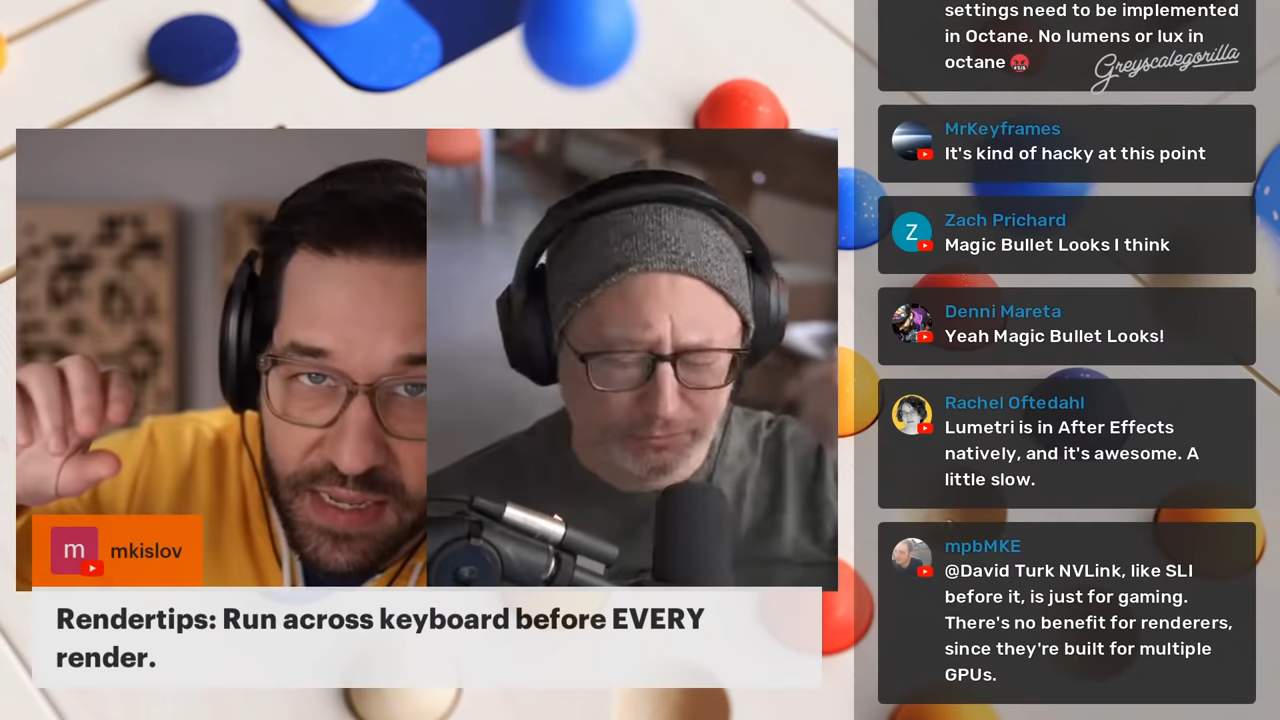 settings need to be implemented
in Octane. No lumens or lux in
octane
Greyscalegorilla
MrKeyframes
It's kind of hacky at this point
Z
Zach Prichard
Magic Bullet Looks I think
Denni Mareta
Yeah Magic Bullet Looks!
Rachel Oftedahl
Lumetri is in After Effects
natively, and it's awesome. A
little slow.
mpbMKE
@David Turk NVLink, like SLI
before it, is just for gaming.
There's no benefit for renderers,
since they're built for multiple
GPUs.
m mkislov
Rendertips: Run across keyboard before EVERY
render.